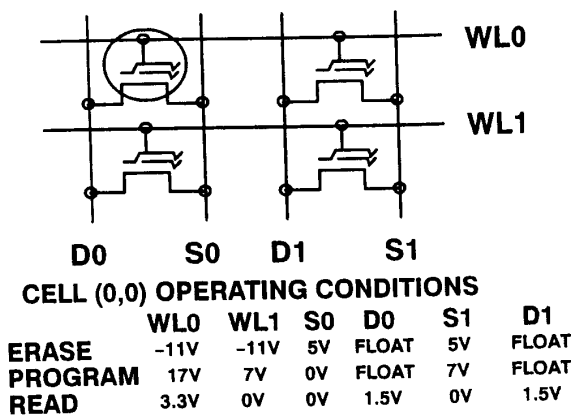 WL0
WL1
D0 S0 D1 S1
CELL (0,0) OPERATING CONDITIONS
WL0 WL1 S0 D0 S1 D1
ERASE -11V -11V 5V FLOAT 5V FLOAT
PROGRAM 17V 7V 0V FLOAT 7V FLOAT
READ 3.3V 0V 0V 1.5V 0V 1.5V